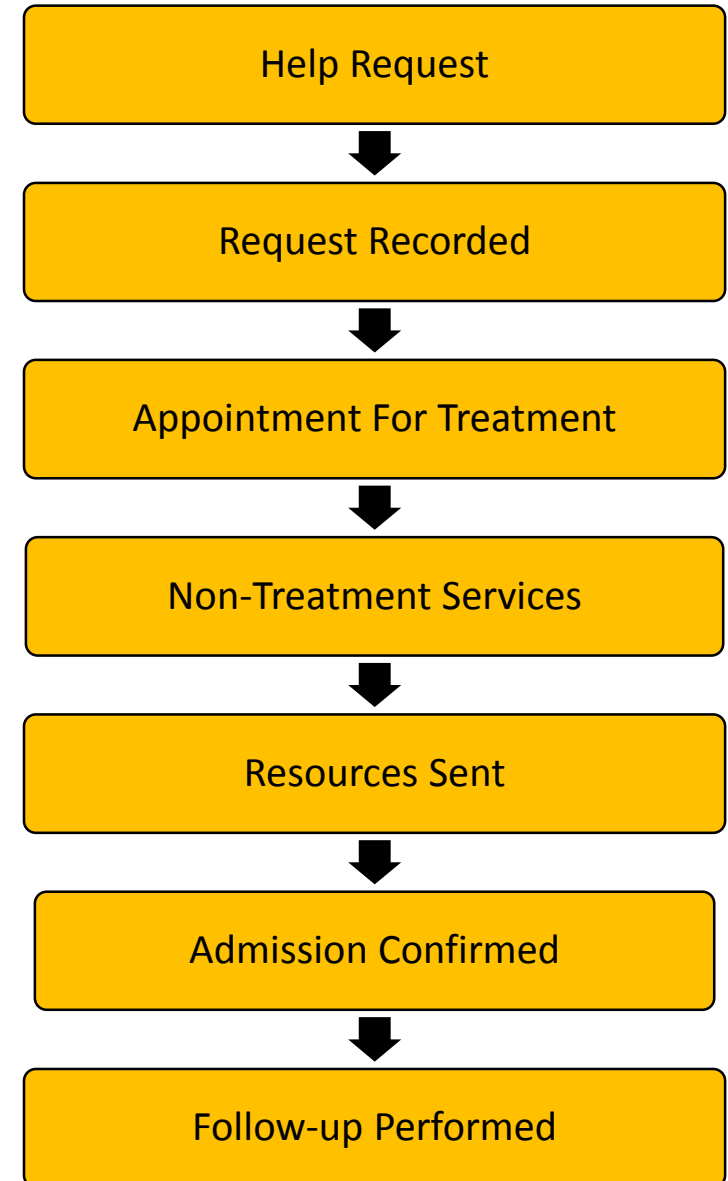 Help Request
Request Recorded
Appointment For Treatment
Non-Treatment Services
Resources Sent
Admission Confirmed
Follow-up Performed